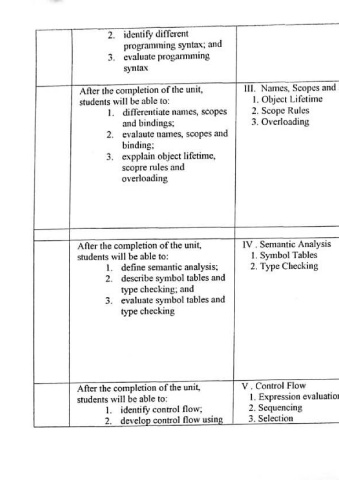 2. identify different
programming syntax; and
3. evaluate progarmming
syntax
After the completion of the unit,
students will be able to:
1. differentiate names, scopes
and bindings;
2. evalaute names, scopes and
binding;
3. expplain object lifetime,
scopre rules and
overloading
III. Names, Scopes and
1. Object Lifetime
2. Scope Rules
3. Overloading
After the completion of the unit,
students will be able to:
1. define semantic analysis;
2. describe symbol tables and
type checking; and
3. evaluate symbol tables and
type checking
IV . Semantic Analysis
1. Symbol Tables
2. Type Checking
After the completion of the unit,
students will be able to:
1. identify control flow;
2. develop control flow using
V . Control Flow
1. Expression evaluation
2. Sequencing
3. Selection